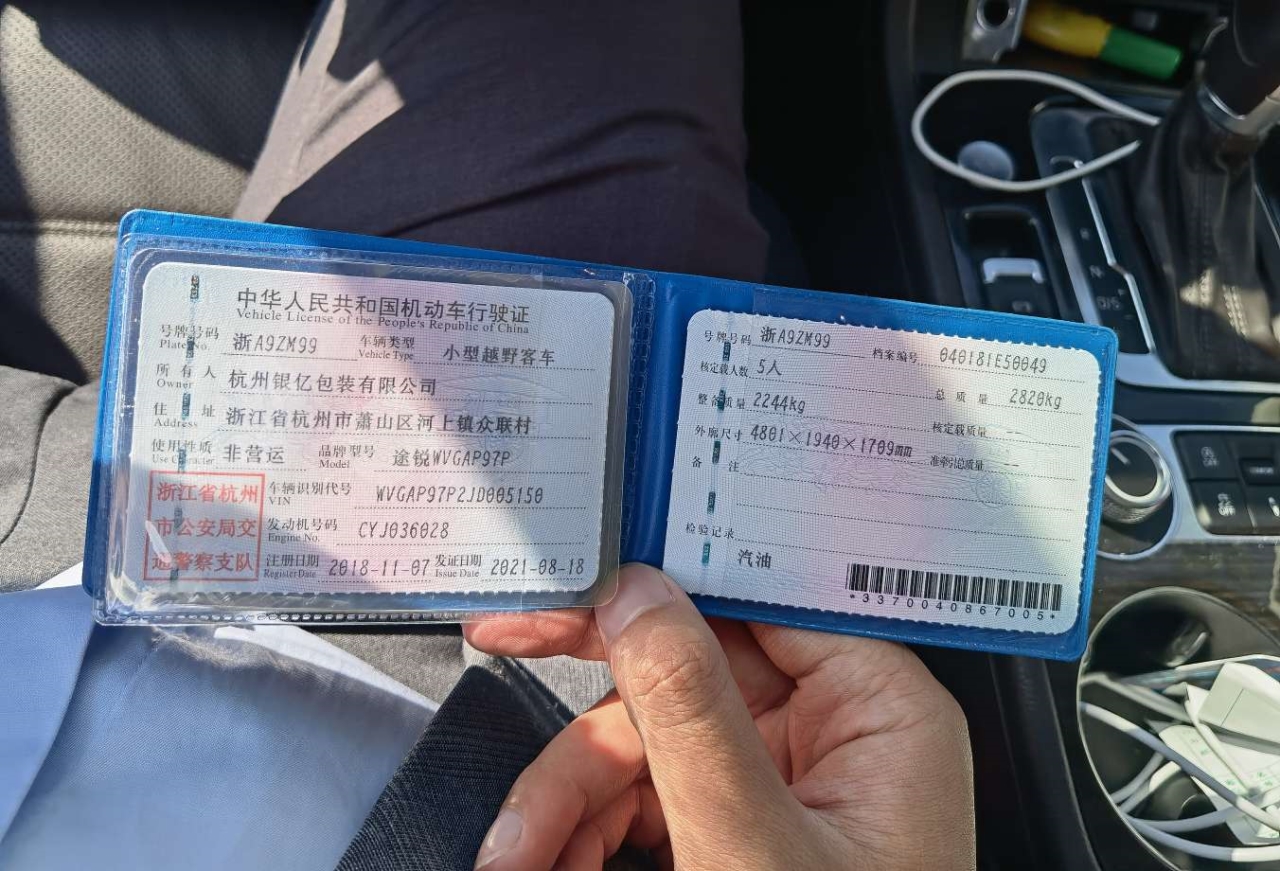 中华人民共和国机动车行驶证
Vehicle License of the People's Republic of China
号牌号码 浙A9ZM99 车辆类型 小型越野客车
Plate No. Vehicle Type
所有人 杭州银亿包装有限公司
Owner
住址 浙江省杭州市萧山区河上镇众联村
Address
使用性质 非营运 品牌型号 途锐WVGAP97P
Use Character Model
浙江省杭州
市公安局交
通警察支队
车辆识别代号 WVGAP97P2JD005150
VIN
发动机号码 CYJ036028
Engine No.
注册日期 2018-11-07 发证日期 2021-08-18
Register Date Issue Date
号牌号码 浙A9ZM99 档案编号 040181E50049
核定载人数 5人 总质量 2820kg
整备质量 2244kg 核定载质量 --
外廓尺寸 4801×1940×1709mm 准牵引总质量 --
备注
检验记录
汽油
*3370040867005*
N
D/S
OFF